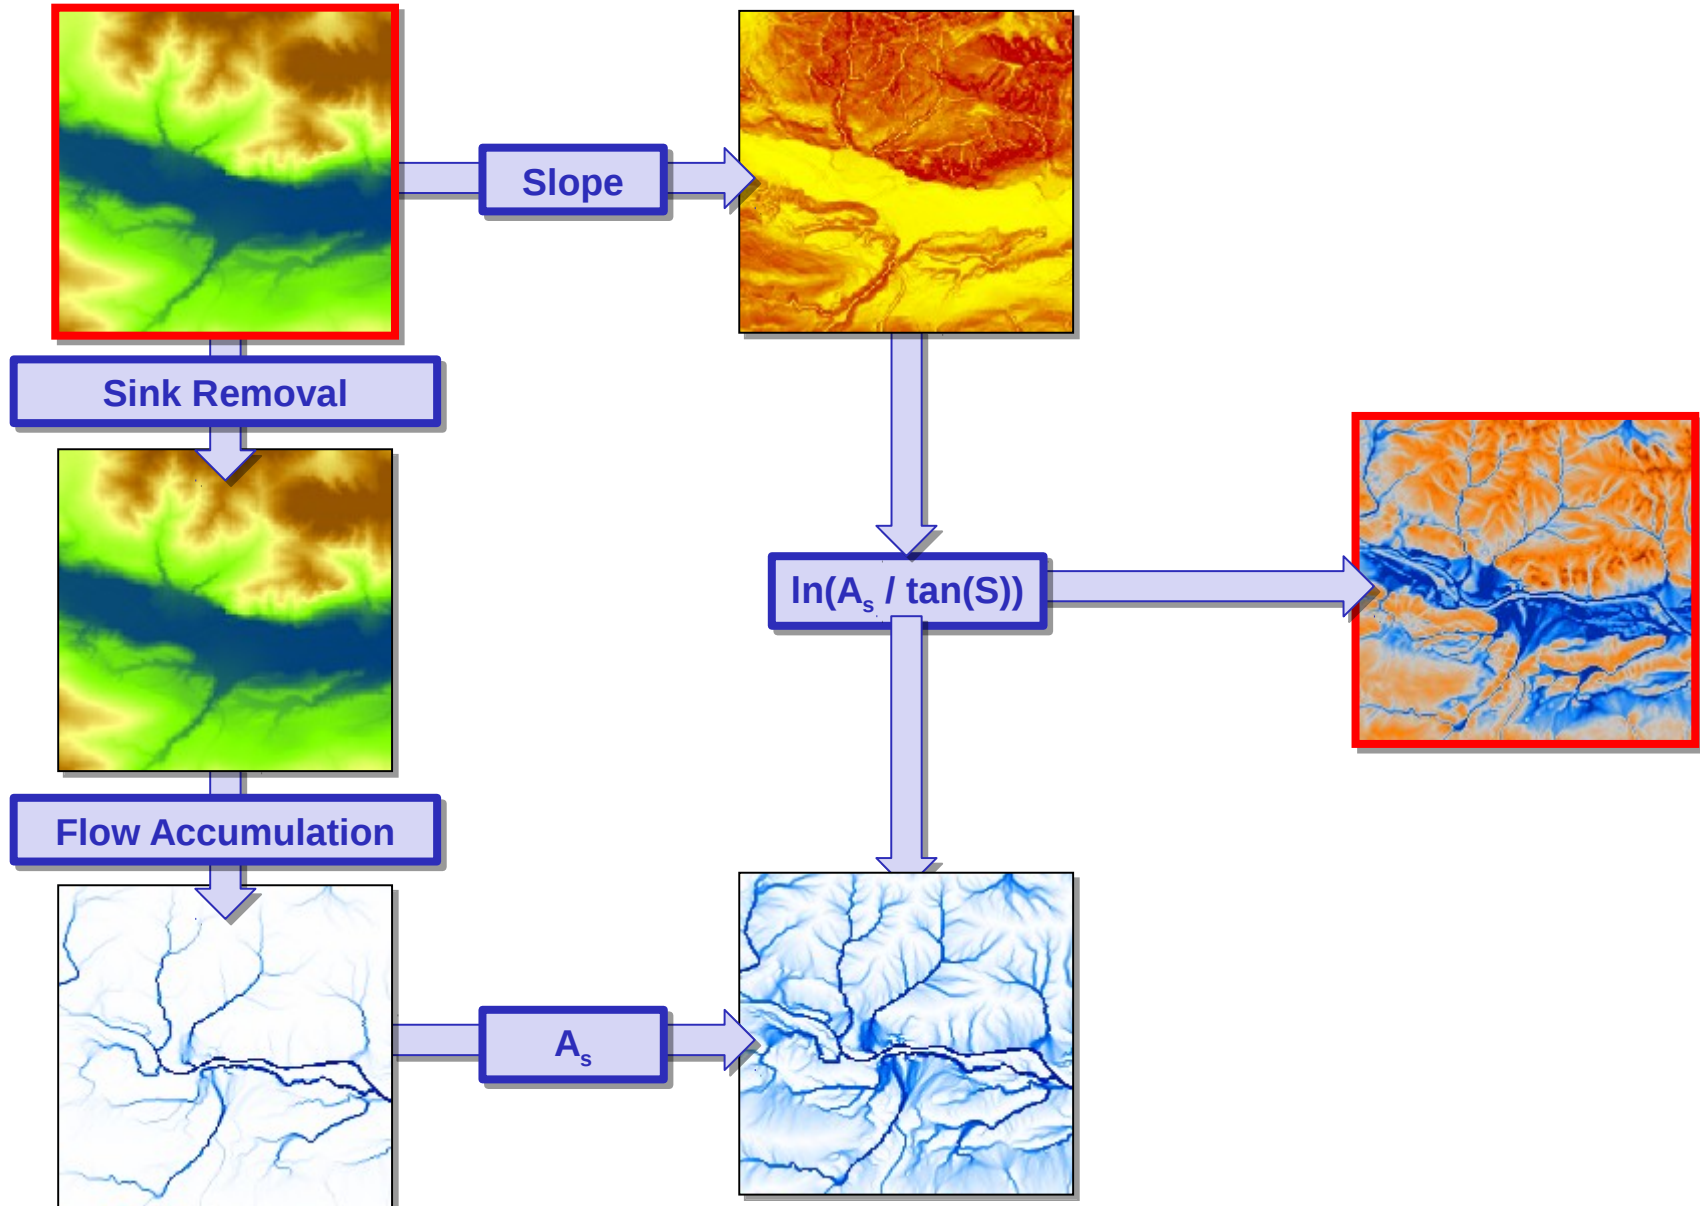 Slope
Sink Removal
ln(Aₛ / tan(S))
Flow Accumulation
Aₛ